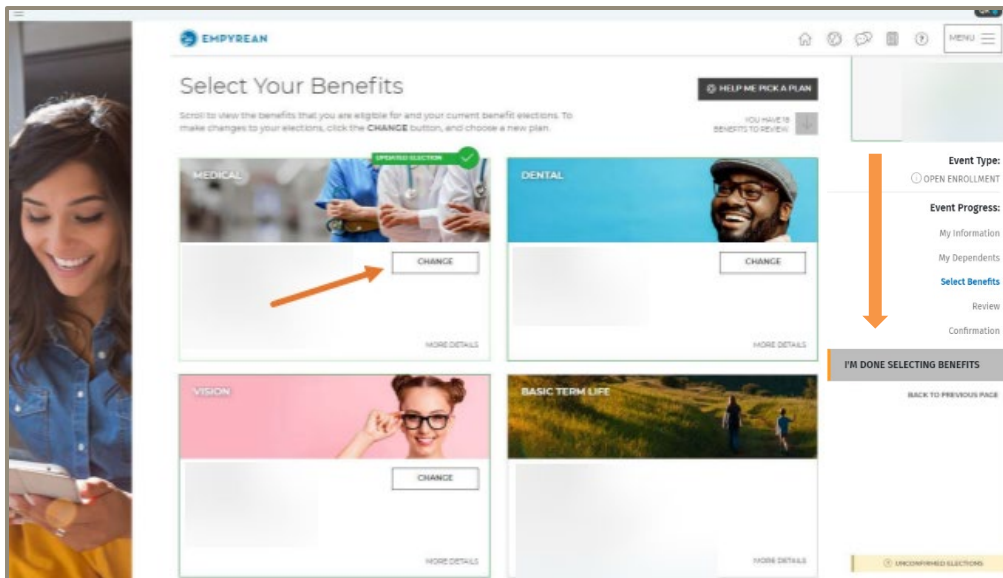 EMPYREAN
MENU
Select Your Benefits
HELP ME PICK A PLAN
Scroll to view the benefits that you are eligible for and your current benefit elections. To
make changes to your elections, click the CHANGE button, and choose a new plan.
YOU HAVE 18
BENEFITS TO REVIEW
UPDATED ELECTION
MEDICAL
CHANGE
MORE DETAILS
DENTAL
CHANGE
MORE DETAILS
VISION
CHANGE
MORE DETAILS
BASIC TERM LIFE
MORE DETAILS
Event Type:
OPEN ENROLLMENT
Event Progress:
My Information
My Dependents
Select Benefits
Review
Confirmation
I'M DONE SELECTING BENEFITS
BACK TO PREVIOUS PAGE
UNCONFIRMED ELECTIONS